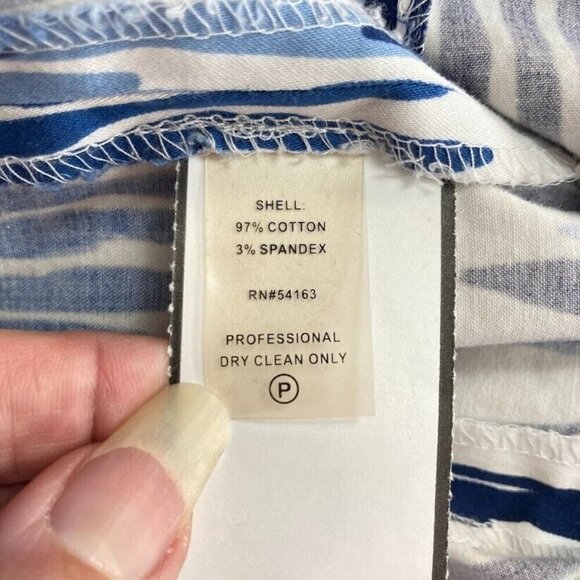 SHELL:
97% COTTON
3% SPANDEX
RN#54163
PROFESSIONAL
DRY CLEAN ONLY
P